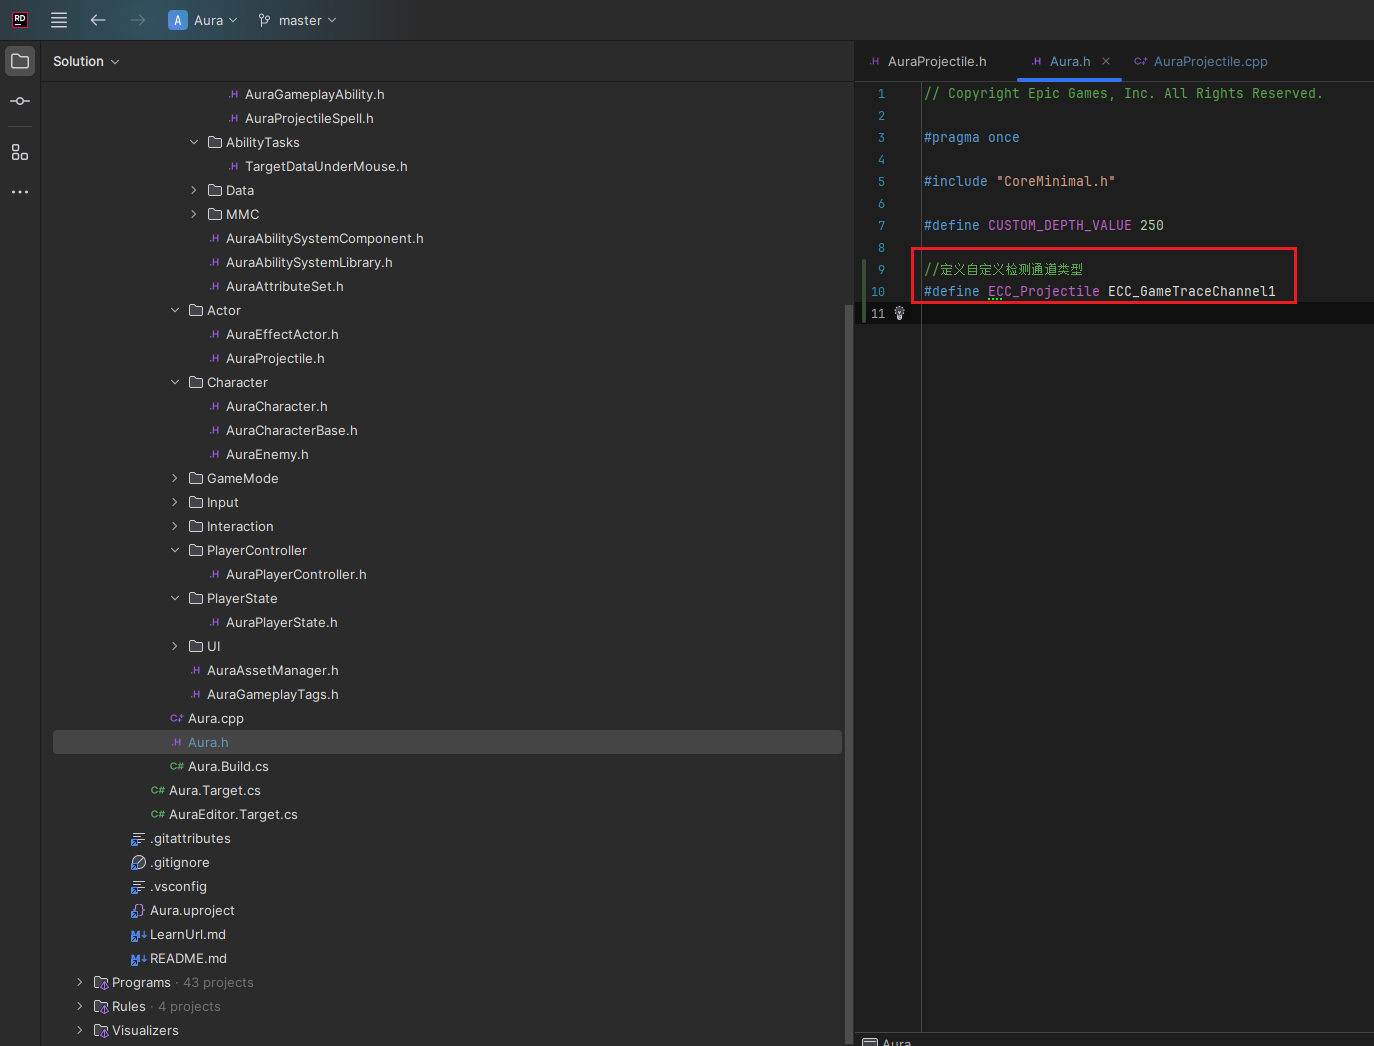 RD
A Aura master
Solution
AuraGameplayAbility.h
AuraProjectileSpell.h
AbilityTasks
TargetDataUnderMouse.h
Data
MMC
AuraAbilitySystemComponent.h
AuraAbilitySystemLibrary.h
AuraAttributeSet.h
Actor
AuraEffectActor.h
AuraProjectile.h
Character
AuraCharacter.h
AuraCharacterBase.h
AuraEnemy.h
GameMode
Input
Interaction
PlayerController
AuraPlayerController.h
PlayerState
AuraPlayerState.h
UI
AuraAssetManager.h
AuraGameplayTags.h
Aura.cpp
Aura.h
Aura.Build.cs
Aura.Target.cs
AuraEditor.Target.cs
.gitattributes
.gitignore
.vsconfig
Aura.uproject
LearnUrl.md
README.md
Programs · 43 projects
Rules · 4 projects
Visualizers
AuraProjectile.h Aura.h AuraProjectile.cpp
1 // Copyright Epic Games, Inc. All Rights Reserved.
2
3 #pragma once
4
5 #include "CoreMinimal.h"
6
7 #define CUSTOM_DEPTH_VALUE 250
8
9 //定义自定义检测通道类型
10 #define ECC_Projectile ECC_GameTraceChannel1
11
Aura